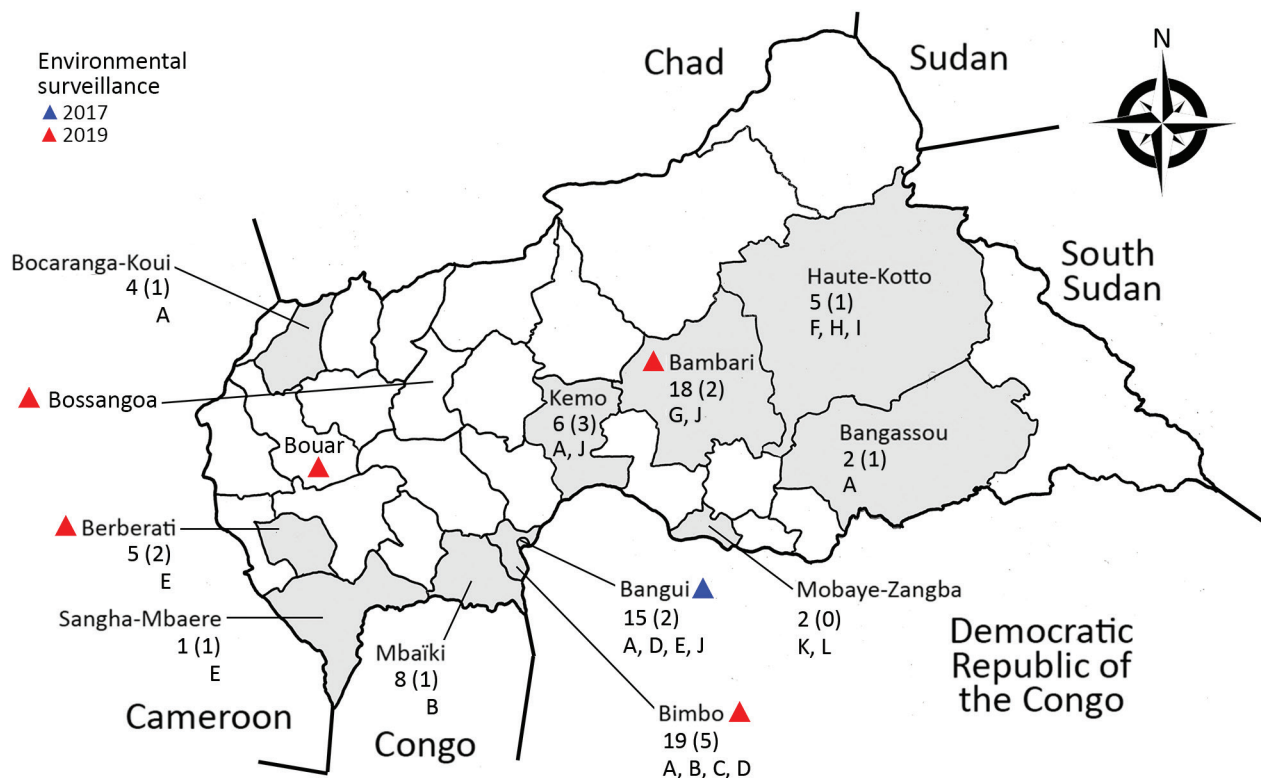 Environmental
surveillance
2017
2019
Chad
Sudan
N
South
Sudan
Bocaranga-Koui
4 (1)
A
Haute-Kotto
5 (1)
F, H, I
Bossangoa
Bambari
18 (2)
G, J
Kemo
6 (3)
A, J
Bouar
Bangassou
2 (1)
A
Berberati
5 (2)
E
Sangha-Mbaere
1 (1)
E
Mbaïki
8 (1)
B
Bangui
15 (2)
A, D, E, J
Mobaye-Zangba
2 (0)
K, L
Bimbo
19 (5)
A, B, C, D
Cameroon
Congo
Democratic
Republic of
the Congo